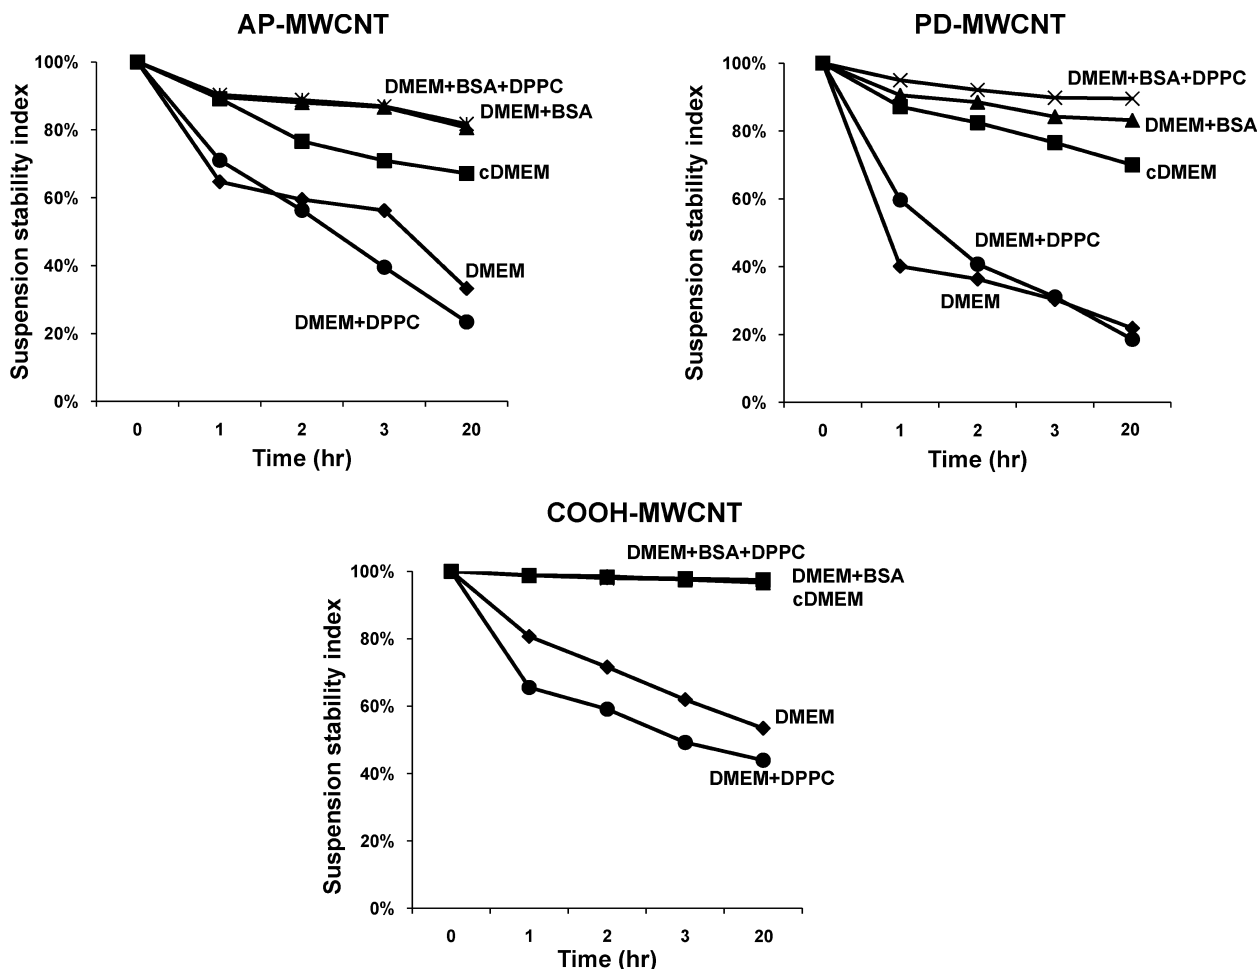 AP-MWCNT
Suspension stability index
100%
80%
60%
40%
20%
0%
DMEM+BSA+DPPC
DMEM+BSA
cDMEM
DMEM
DMEM+DPPC
0 1 2 3 20
Time (hr)
PD-MWCNT
Suspension stability index
100%
80%
60%
40%
20%
0%
DMEM+BSA+DPPC
DMEM+BSA
cDMEM
DMEM+DPPC
DMEM
0 1 2 3 20
Time (hr)
COOH-MWCNT
Suspension stability index
100%
80%
60%
40%
20%
0%
DMEM+BSA+DPPC
DMEM+BSA
cDMEM
DMEM
DMEM+DPPC
0 1 2 3 20
Time (hr)